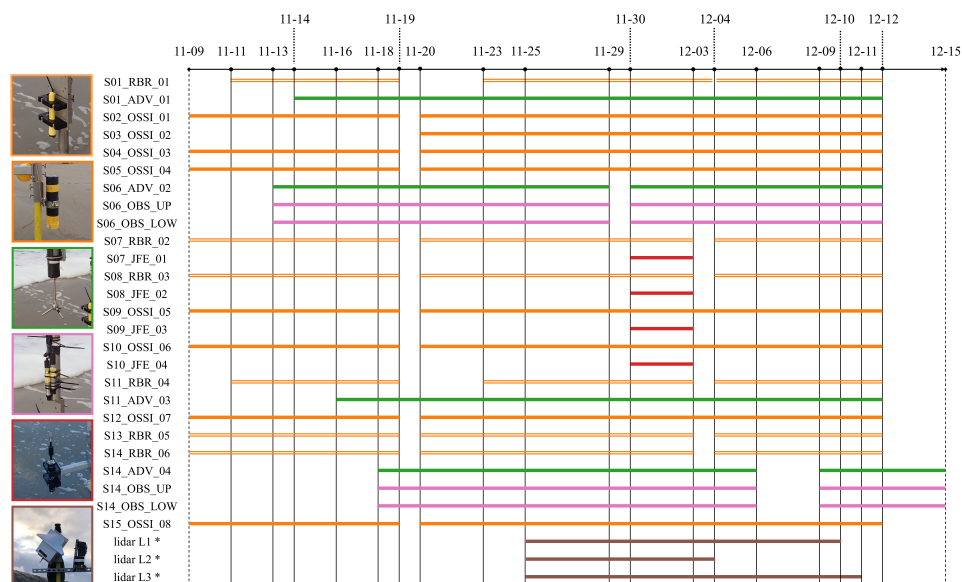 11-14 11-19 11-30 12-04 12-10 12-12
11-09 11-11 11-13 11-16 11-18 11-20 11-23 11-25 11-29 12-03 12-06 12-09 12-11 12-15
S01_RBR_01
S01_ADV_01
S02_OSSI_01
S03_OSSI_02
S04_OSSI_03
S05_OSSI_04
S06_ADV_02
S06_OBS_UP
S06_OBS_LOW
S07_RBR_02
S07_JFE_01
S08_RBR_03
S08_JFE_02
S09_OSSI_05
S09_JFE_03
S10_OSSI_06
S10_JFE_04
S11_RBR_04
S11_ADV_03
S12_OSSI_07
S13_RBR_05
S14_RBR_06
S14_ADV_04
S14_OBS_UP
S14_OBS_LOW
S15_OSSI_08
lidar L1 *
lidar L2 *
lidar L3 *